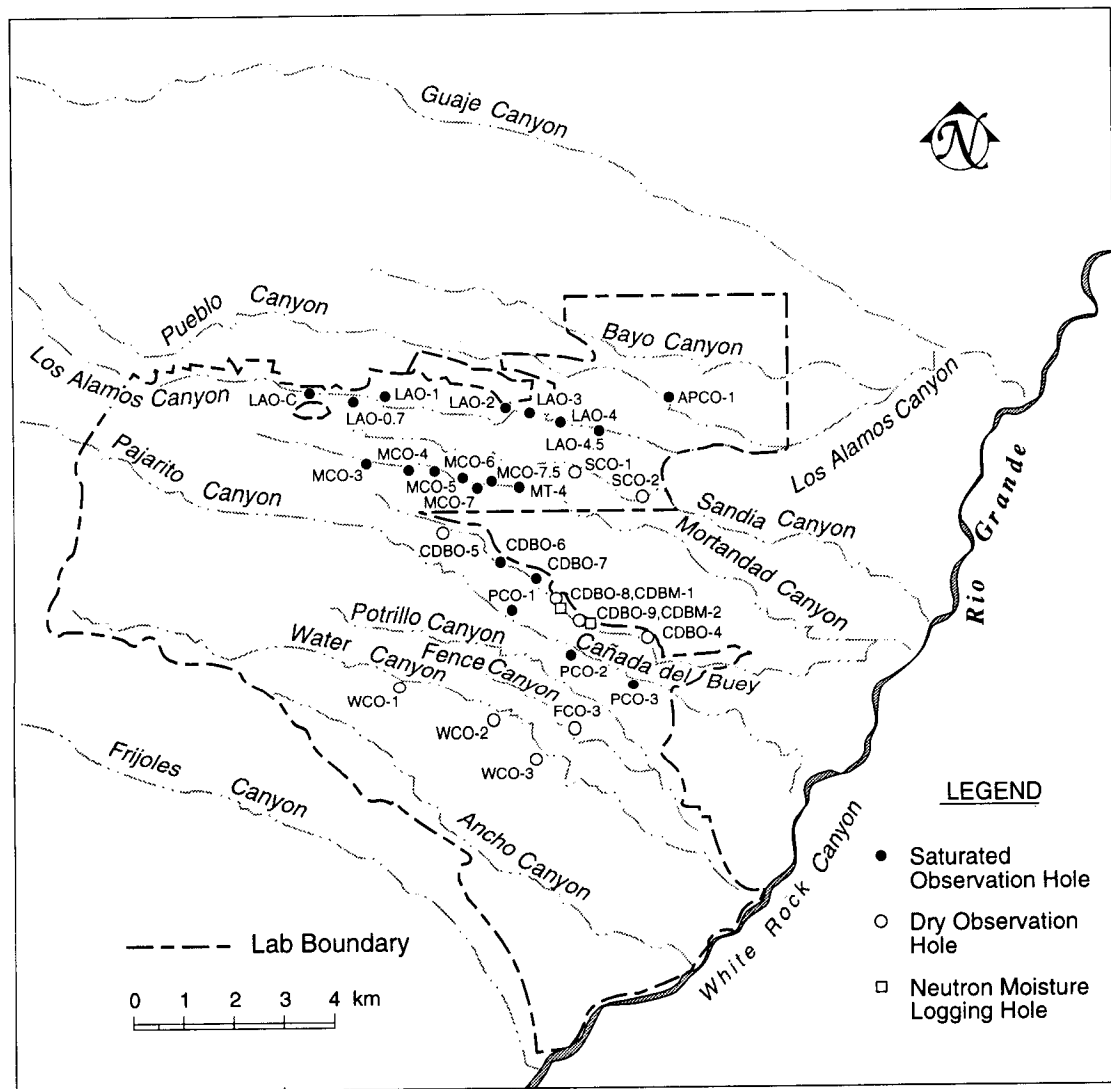 Guaje Canyon
N
Pueblo Canyon
Bayo Canyon
Los Alamos Canyon
LAO-C
LAO-0.7
LAO-1
LAO-2
LAO-3
LAO-4
LAO-4.5
APCO-1
Los Alamos Canyon
Pajarito Canyon
MCO-3
MCO-4
MCO-5
MCO-6
MCO-7
MCO-7.5
MT-4
SCO-1
SCO-2
Sandia Canyon
Mortandad Canyon
Rio Grande
CDBO-5
CDBO-6
CDBO-7
CDBO-8,CDBM-1
CDBO-9,CDBM-2
CDBO-4
PCO-1
PCO-2
PCO-3
Cañada del Buey
Potrillo Canyon
Water Canyon
Fence Canyon
WCO-1
WCO-2
WCO-3
FCO-3
Frijoles Canyon
Ancho Canyon
White Rock Canyon
LEGEND
Saturated
Observation Hole
Dry Observation
Hole
Neutron Moisture
Logging Hole
Lab Boundary
0 1 2 3 4 km